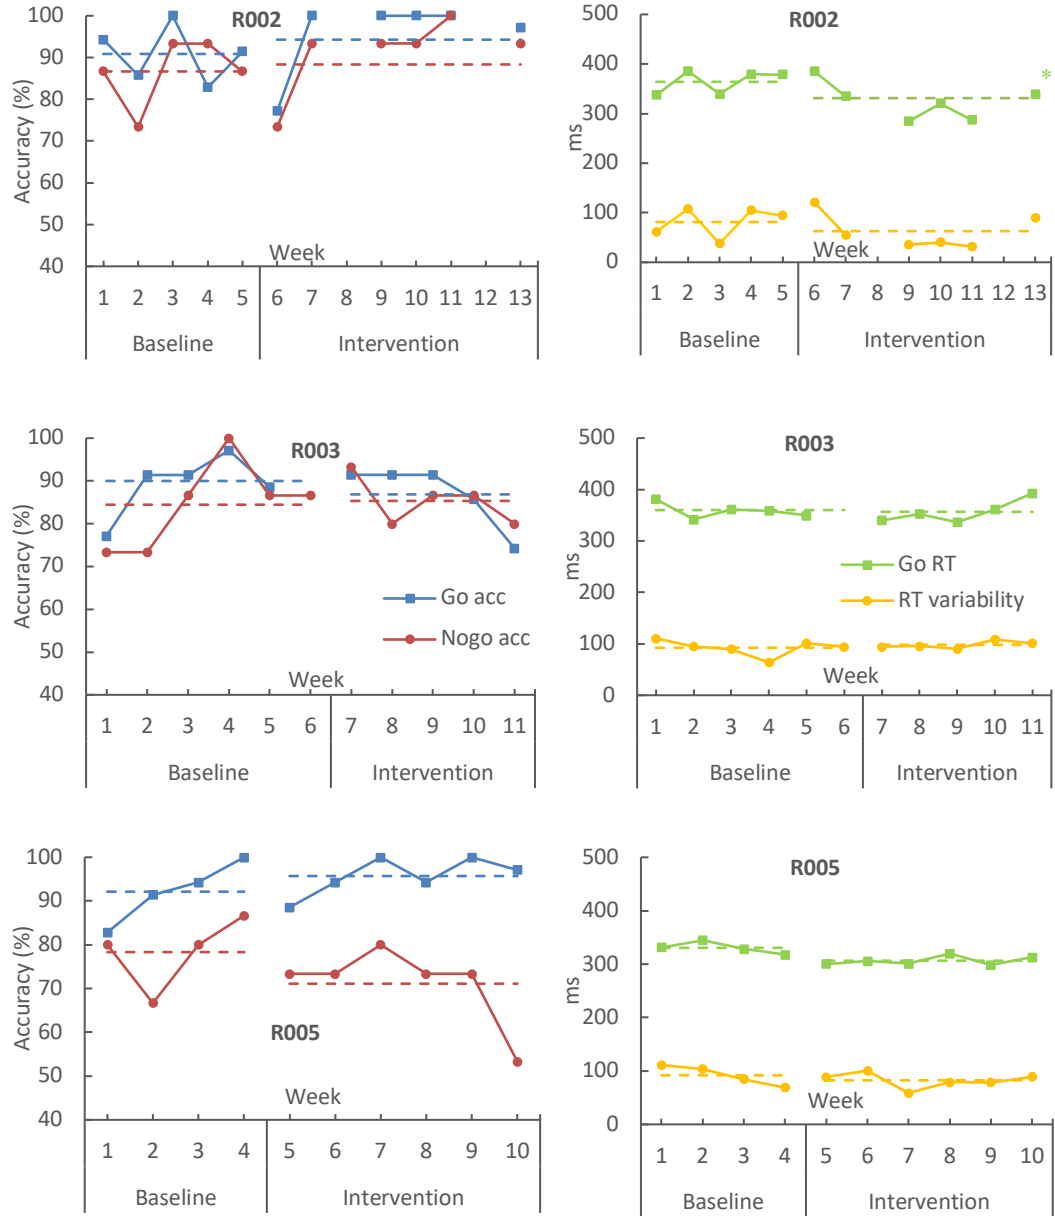 R002
Accuracy (%)
100
90
80
70
60
50
40
Week
1 2 3 4 5 6 7 8 9 10 11 12 13
Baseline Intervention
500
400
300
200
100
0
ms
R002
*
Week
1 2 3 4 5 6 7 8 9 10 11 12 13
Baseline Intervention
R003
Accuracy (%)
100
90
80
70
60
50
40
Go acc
Nogo acc
Week
1 2 3 4 5 6 7 8 9 10 11
Baseline Intervention
R003
500
400
300
200
100
0
ms
Go RT
RT variability
Week
1 2 3 4 5 6 7 8 9 10 11
Baseline Intervention
Accuracy (%)
100
90
80
70
60
50
40
R005
Week
1 2 3 4 5 6 7 8 9 10
Baseline Intervention
R005
500
400
300
200
100
0
ms
Week
1 2 3 4 5 6 7 8 9 10
Baseline Intervention